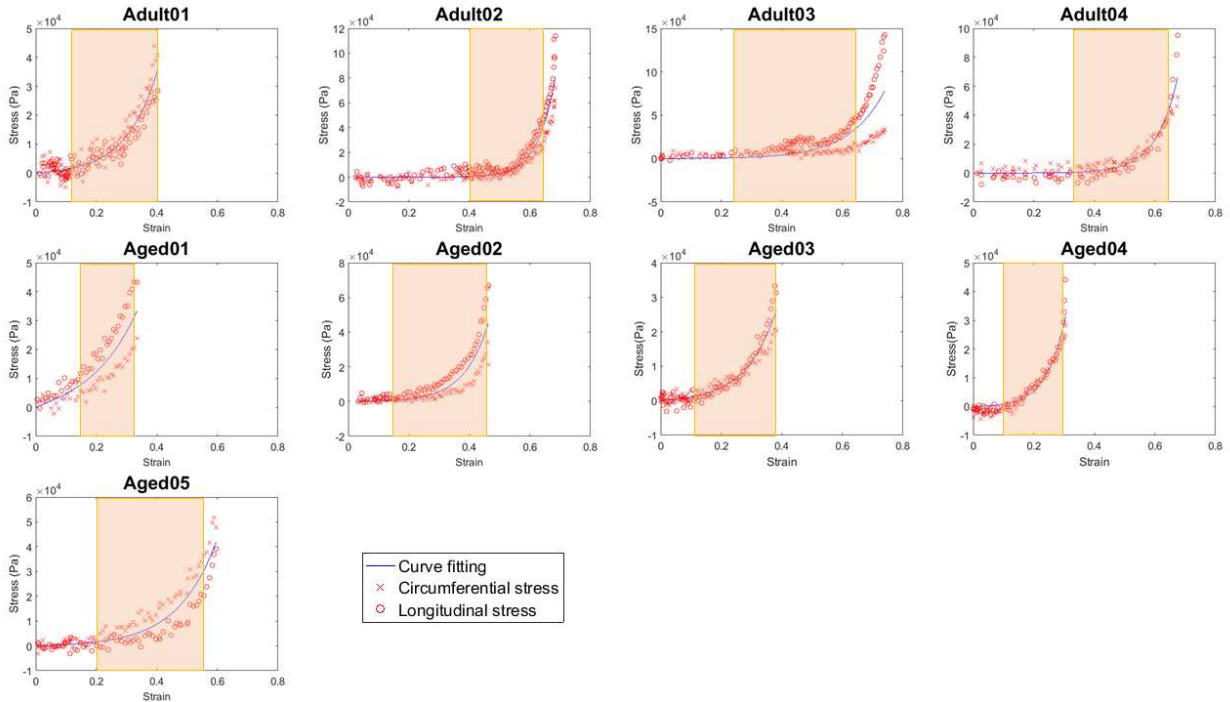 Adult01
×10⁴
5
4
3
2
1
0
-1
Stress (Pa)
0 0.2 0.4 0.6 0.8
Strain
Adult02
×10⁴
12
10
8
6
4
2
0
-2
Stress (Pa)
0 0.2 0.4 0.6 0.8
Strain
Adult03
×10⁴
15
10
5
0
-5
Stress (Pa)
0 0.2 0.4 0.6 0.8
Strain
Adult04
×10⁴
10
8
6
4
2
0
-2
Stress (Pa)
0 0.2 0.4 0.6 0.8
Strain
Aged01
×10⁴
5
4
3
2
1
0
-1
Stress (Pa)
0 0.2 0.4 0.6 0.8
Strain
Aged02
×10⁴
8
6
4
2
0
-2
Stress (Pa)
0 0.2 0.4 0.6 0.8
Strain
Aged03
×10⁴
4
3
2
1
0
-1
Stress (Pa)
0 0.2 0.4 0.6 0.8
Strain
Aged04
×10⁴
5
4
3
2
1
0
-1
Stress(Pa)
0 0.2 0.4 0.6 0.8
Strain
Aged05
×10⁴
6
5
4
3
2
1
0
-1
Stress (Pa)
0 0.2 0.4 0.6 0.8
Strain
Curve fitting
Circumferential stress
Longitudinal stress